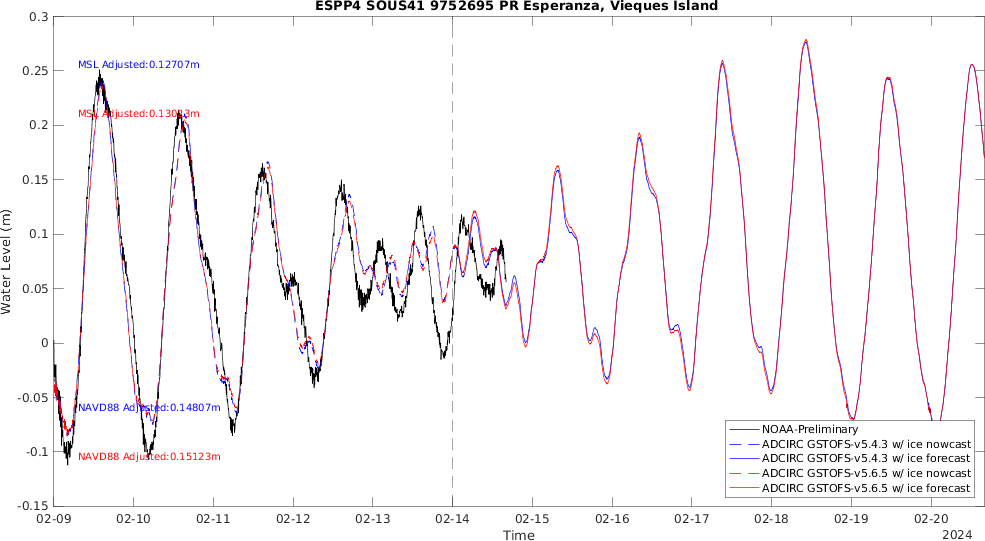 ESPP4 SOUS41 9752695 PR Esperanza, Vieques Island
0.3
0.25
0.2
0.15
0.1
0.05
0
-0.05
-0.1
-0.15
Water Level (m)
MSL Adjusted:0.12707m
MSL Adjusted:0.13093m
NAVD88 Adjusted:0.14807m
NAVD88 Adjusted:0.15123m
NOAA-Preliminary
ADCIRC GSTOFS-v5.4.3 w/ ice nowcast
ADCIRC GSTOFS-v5.4.3 w/ ice forecast
ADCIRC GSTOFS-v5.6.5 w/ ice nowcast
ADCIRC GSTOFS-v5.6.5 w/ ice forecast
02-09 02-10 02-11 02-12 02-13 02-14 02-15 02-16 02-17 02-18 02-19 02-20
Time
2024